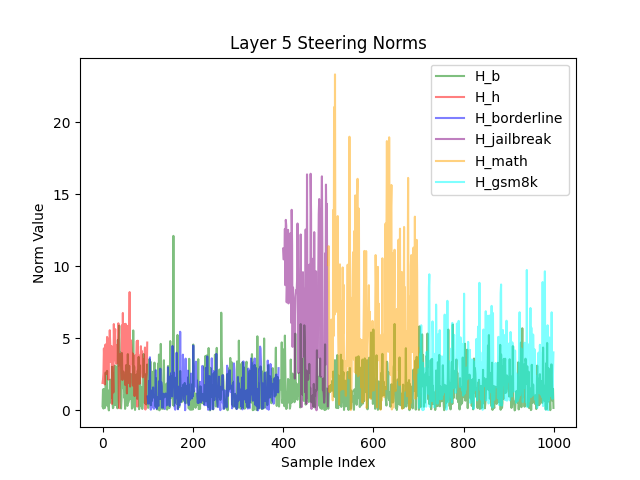 Layer 5 Steering Norms
H_b
H_h
H_borderline
H_jailbreak
H_math
H_gsm8k
Norm Value
20
15
10
5
0
0 200 400 600 800 1000
Sample Index